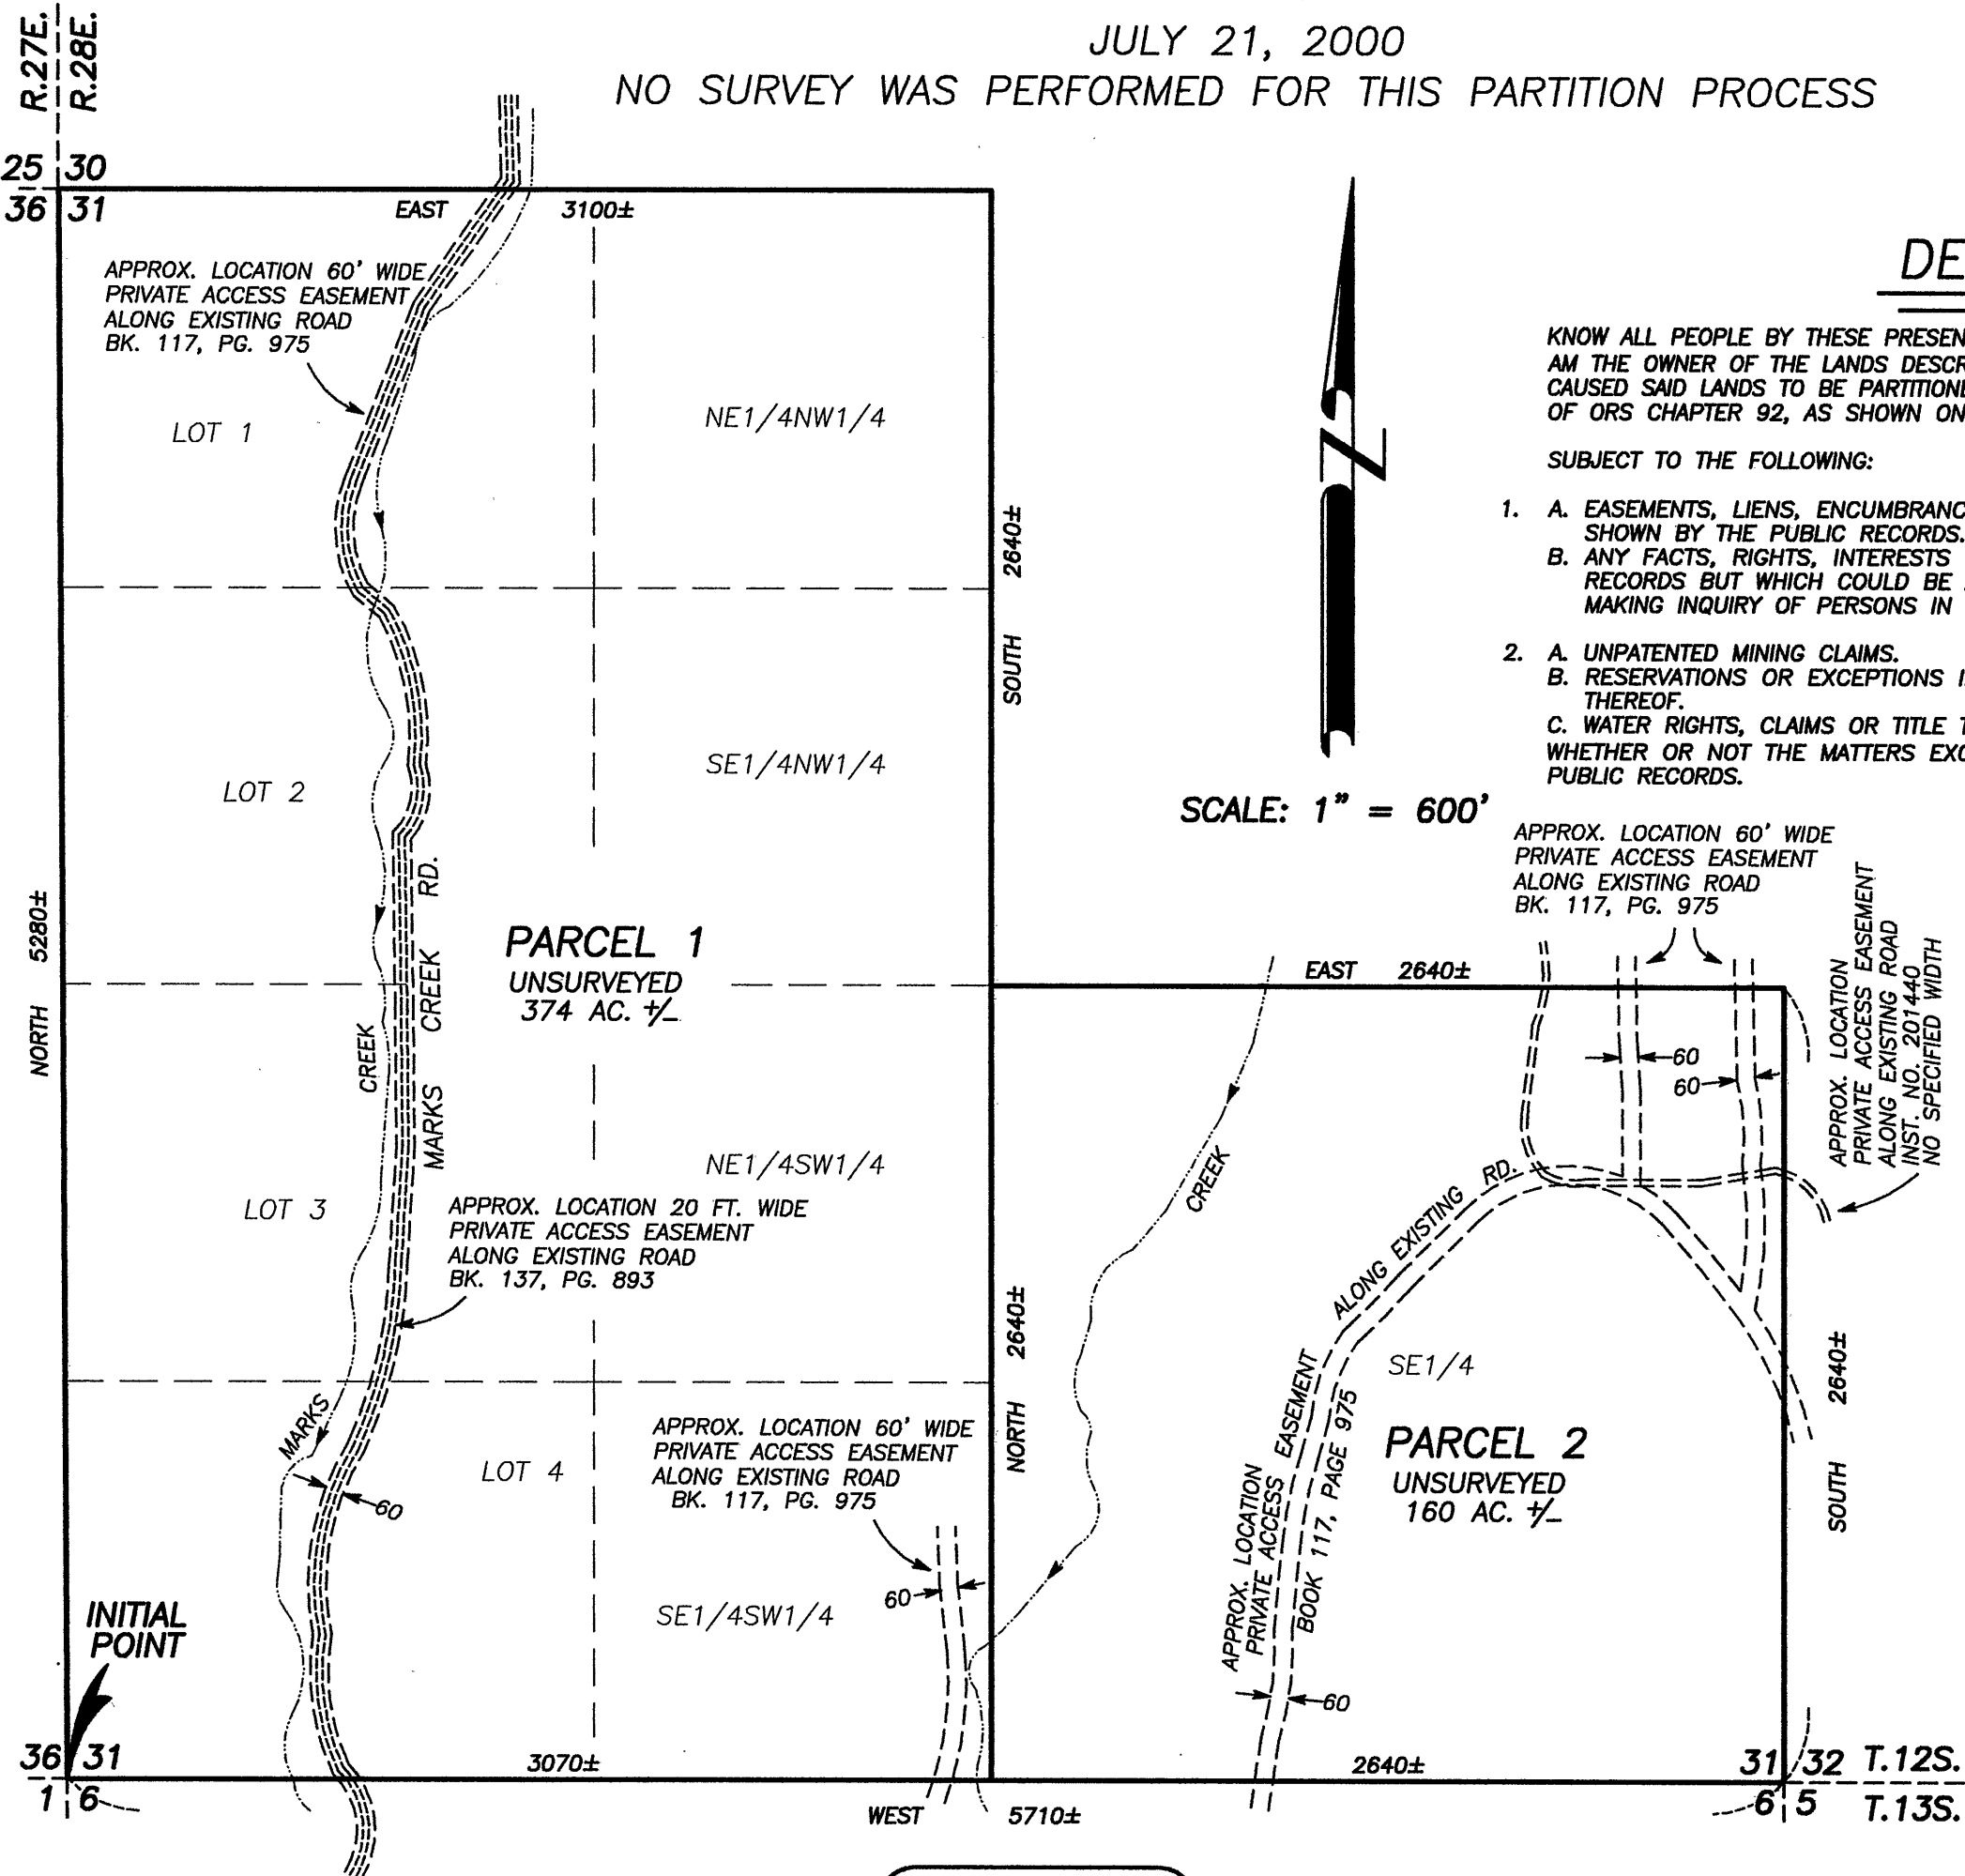 JULY 21, 2000
NO SURVEY WAS PERFORMED FOR THIS PARTITION PROCESS
R.27E.
R.28E.
25 30
36 31
EAST 3100±
APPROX. LOCATION 60' WIDE
PRIVATE ACCESS EASEMENT
ALONG EXISTING ROAD
BK. 117, PG. 975
LOT 1
NE1/4NW1/4
2640±
SOUTH
LOT 2
SE1/4NW1/4
NORTH 5280±
PARCEL 1
UNSURVEYED
374 AC. +/-
CREEK
MARKS CREEK RD.
NE1/4SW1/4
LOT 3
APPROX. LOCATION 20 FT. WIDE
PRIVATE ACCESS EASEMENT
ALONG EXISTING ROAD
BK. 137, PG. 893
MARKS
60
LOT 4
APPROX. LOCATION 60' WIDE
PRIVATE ACCESS EASEMENT
ALONG EXISTING ROAD
BK. 117, PG. 975
60
SE1/4SW1/4
INITIAL
POINT
36 31
1 6
3070±
WEST 5710±
NORTH 2640±
Z
SCALE: 1" = 600'
DE
KNOW ALL PEOPLE BY THESE PRESEN
AM THE OWNER OF THE LANDS DESCR
CAUSED SAID LANDS TO BE PARTITIONE
OF ORS CHAPTER 92, AS SHOWN ON
SUBJECT TO THE FOLLOWING:
1. A. EASEMENTS, LIENS, ENCUMBRANC
SHOWN BY THE PUBLIC RECORDS.
B. ANY FACTS, RIGHTS, INTERESTS
RECORDS BUT WHICH COULD BE
MAKING INQUIRY OF PERSONS IN
2. A. UNPATENTED MINING CLAIMS.
B. RESERVATIONS OR EXCEPTIONS I
THEREOF.
C. WATER RIGHTS, CLAIMS OR TITLE T
WHETHER OR NOT THE MATTERS EXC
PUBLIC RECORDS.
APPROX. LOCATION 60' WIDE
PRIVATE ACCESS EASEMENT
ALONG EXISTING ROAD
BK. 117, PG. 975
EAST 2640±
60
60
APPROX. LOCATION
PRIVATE ACCESS EASEMENT
ALONG EXISTING ROAD
INST. NO. 201440
NO SPECIFIED WIDTH
CREEK
APPROX. LOCATION
PRIVATE ACCESS EASEMENT
ALONG EXISTING RD.
BOOK 117, PAGE 975
SE1/4
PARCEL 2
UNSURVEYED
160 AC. +/-
60
SOUTH 2640±
2640±
31 32 T.12S.
6 5 T.13S.